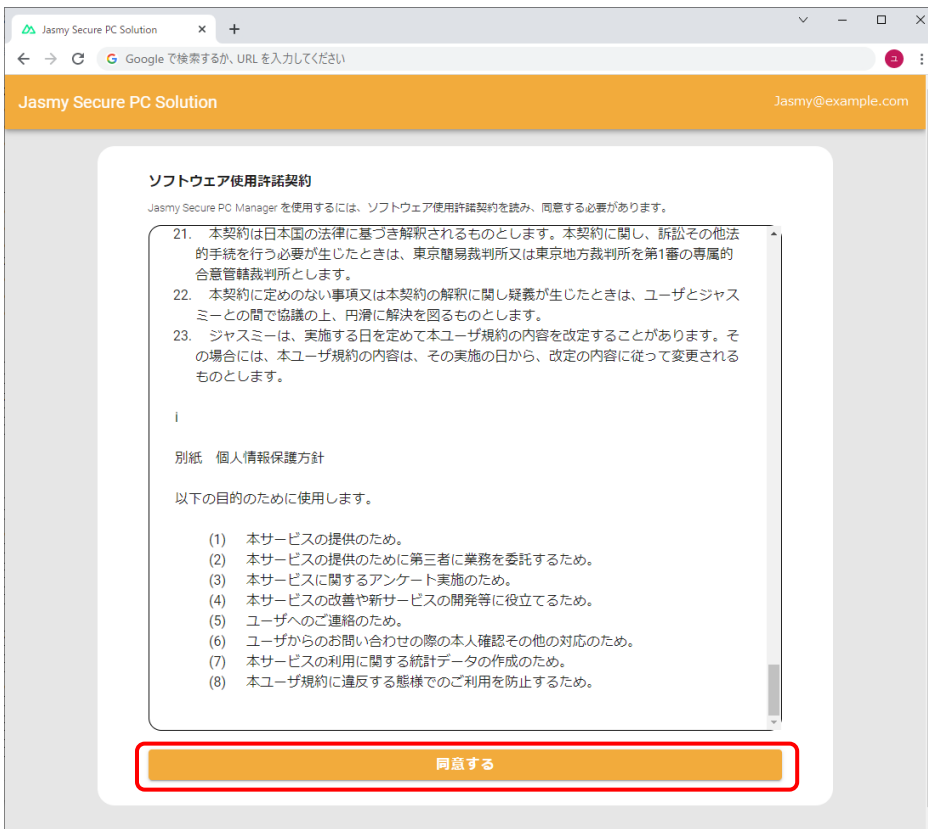 Jasmy Secure PC Solution
Google で検索するか、URL を入力してください
ユ
Jasmy Secure PC Solution
Jasmy@example.com
ソフトウェア使用許諾契約
Jasmy Secure PC Manager を使用するには、ソフトウェア使用許諾契約を読み、同意する必要があります。
21. 本契約は日本国の法律に基づき解釈されるものとします。本契約に関し、訴訟その他法
的手続を行う必要が生じたときは、東京簡易裁判所又は東京地方裁判所を第1審の専属的
合意管轄裁判所とします。
22. 本契約に定めのない事項又は本契約の解釈に関し疑義が生じたときは、ユーザとジャス
ミーとの間で協議の上、円滑に解決を図るものとします。
23. ジャスミーは、実施する日を定めて本ユーザ規約の内容を改定することがあります。そ
の場合には、本ユーザ規約の内容は、その実施の日から、改定の内容に従って変更される
ものとします。
i
別紙 個人情報保護方針
以下の目的のために使用します。
(1) 本サービスの提供のため。
(2) 本サービスの提供のために第三者に業務を委託するため。
(3) 本サービスに関するアンケート実施のため。
(4) 本サービスの改善や新サービスの開発等に役立てるため。
(5) ユーザへのご連絡のため。
(6) ユーザからのお問い合わせの際の本人確認その他の対応のため。
(7) 本サービスの利用に関する統計データの作成のため。
(8) 本ユーザ規約に違反する態様でのご利用を防止するため。
同意する